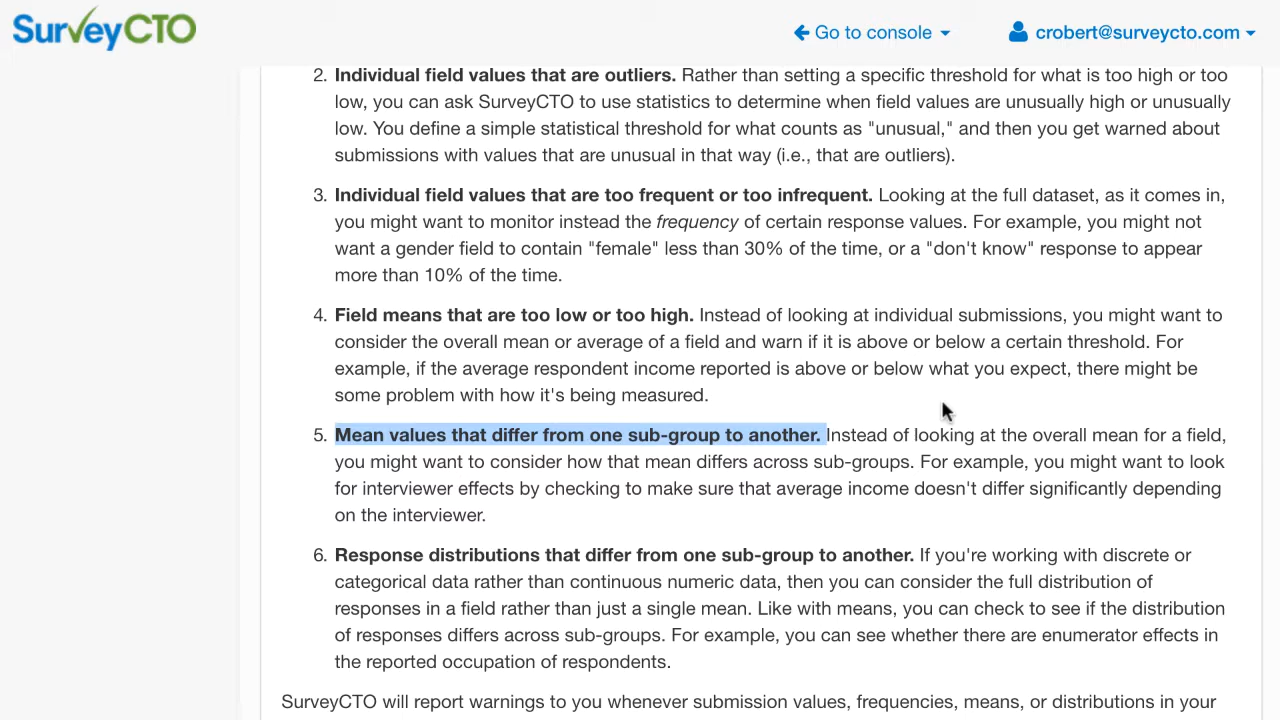 SurveyCTO
Go to console
crobert@surveycto.com
2. Individual field values that are outliers. Rather than setting a specific threshold for what is too high or too
low, you can ask SurveyCTO to use statistics to determine when field values are unusually high or unusually
low. You define a simple statistical threshold for what counts as "unusual," and then you get warned about
submissions with values that are unusual in that way (i.e., that are outliers).
3. Individual field values that are too frequent or too infrequent. Looking at the full dataset, as it comes in,
you might want to monitor instead the frequency of certain response values. For example, you might not
want a gender field to contain "female" less than 30% of the time, or a "don't know" response to appear
more than 10% of the time.
4. Field means that are too low or too high. Instead of looking at individual submissions, you might want to
consider the overall mean or average of a field and warn if it is above or below a certain threshold. For
example, if the average respondent income reported is above or below what you expect, there might be
some problem with how it's being measured.
5. Mean values that differ from one sub-group to another. Instead of looking at the overall mean for a field,
you might want to consider how that mean differs across sub-groups. For example, you might want to look
for interviewer effects by checking to make sure that average income doesn't differ significantly depending
on the interviewer.
6. Response distributions that differ from one sub-group to another. If you're working with discrete or
categorical data rather than continuous numeric data, then you can consider the full distribution of
responses in a field rather than just a single mean. Like with means, you can check to see if the distribution
of responses differs across sub-groups. For example, you can see whether there are enumerator effects in
the reported occupation of respondents.
SurveyCTO will report warnings to you whenever submission values, frequencies, means, or distributions in your